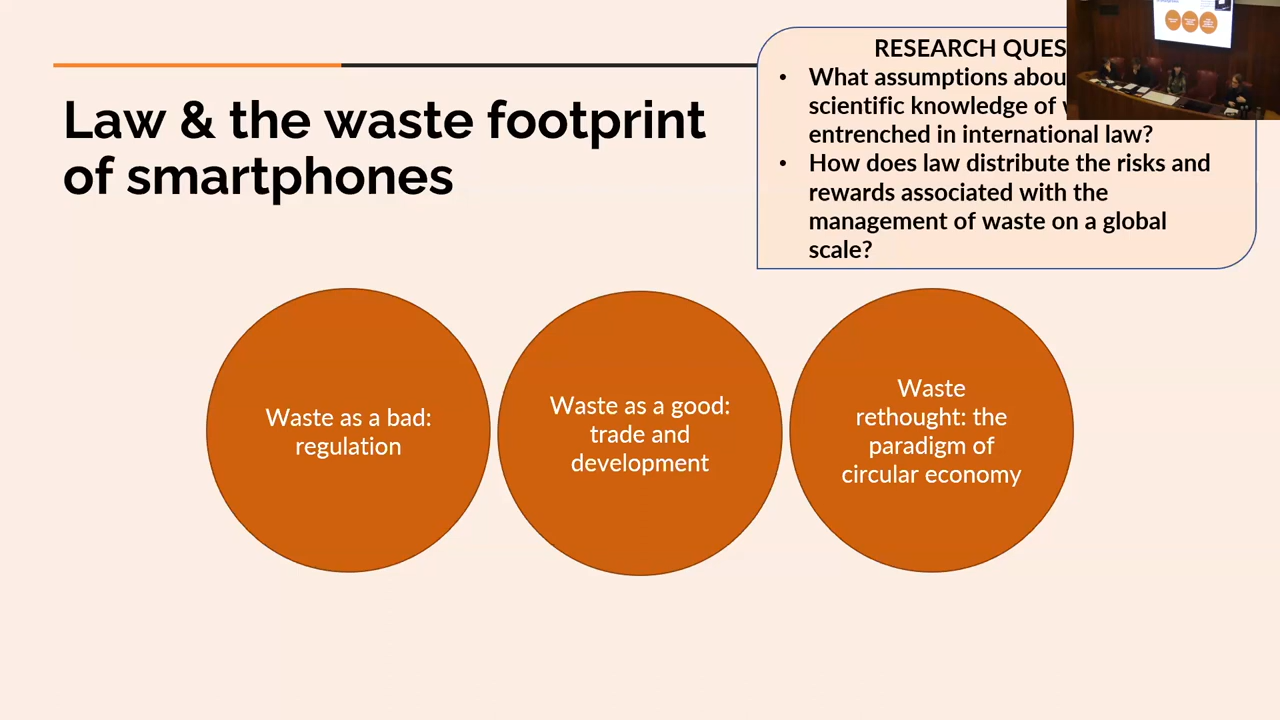 Law & the waste footprint
of smartphones
RESEARCH QUES
• What assumptions abou
scientific knowledge of
entrenched in international law?
• How does law distribute the risks and
rewards associated with the
management of waste on a global
scale?
Waste as a bad:
regulation
Waste as a good:
trade and
development
Waste
rethought: the
paradigm of
circular economy